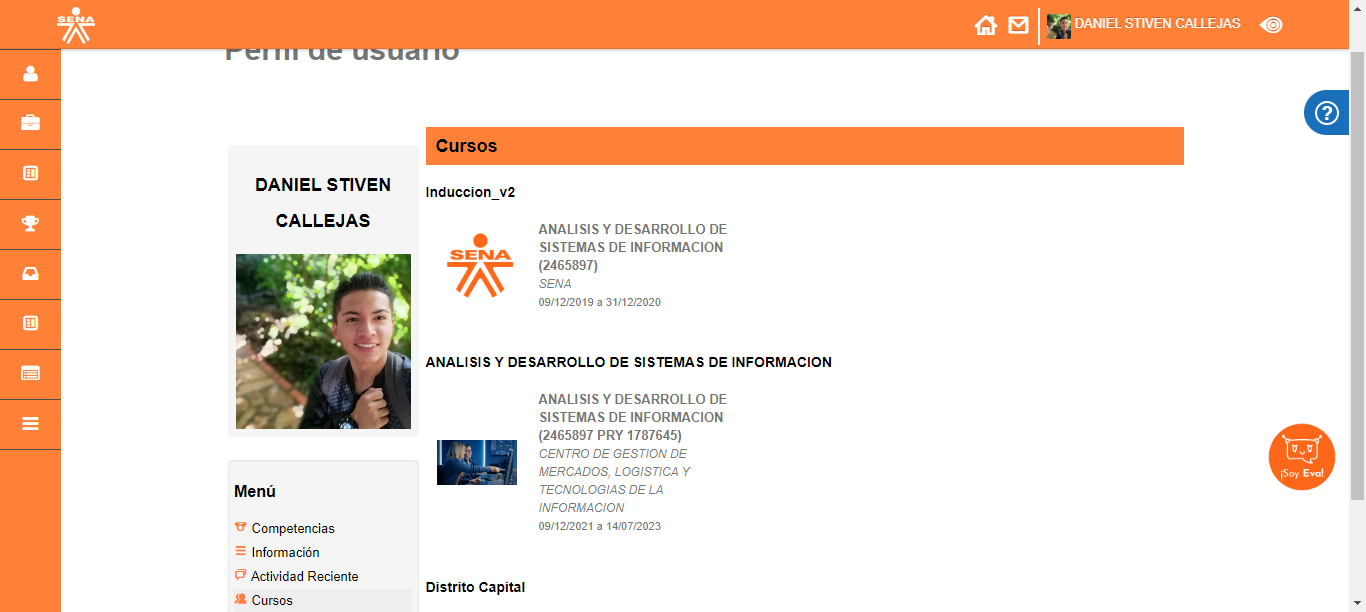 SENA
DANIEL STIVEN CALLEJAS
Perfil de usuario
Cursos
DANIEL STIVEN
CALLEJAS
Induccion_v2
SENA
ANALISIS Y DESARROLLO DE
SISTEMAS DE INFORMACION
(2465897)
SENA
09/12/2019 a 31/12/2020
ANALISIS Y DESARROLLO DE SISTEMAS DE INFORMACION
ANALISIS Y DESARROLLO DE
SISTEMAS DE INFORMACION
(2465897 PRY 1787645)
CENTRO DE GESTION DE
MERCADOS, LOGISTICA Y
TECNOLOGIAS DE LA
INFORMACION
09/12/2021 a 14/07/2023
¡Soy Eva!
Menú
Competencias
Información
Actividad Reciente
Cursos
Distrito Capital